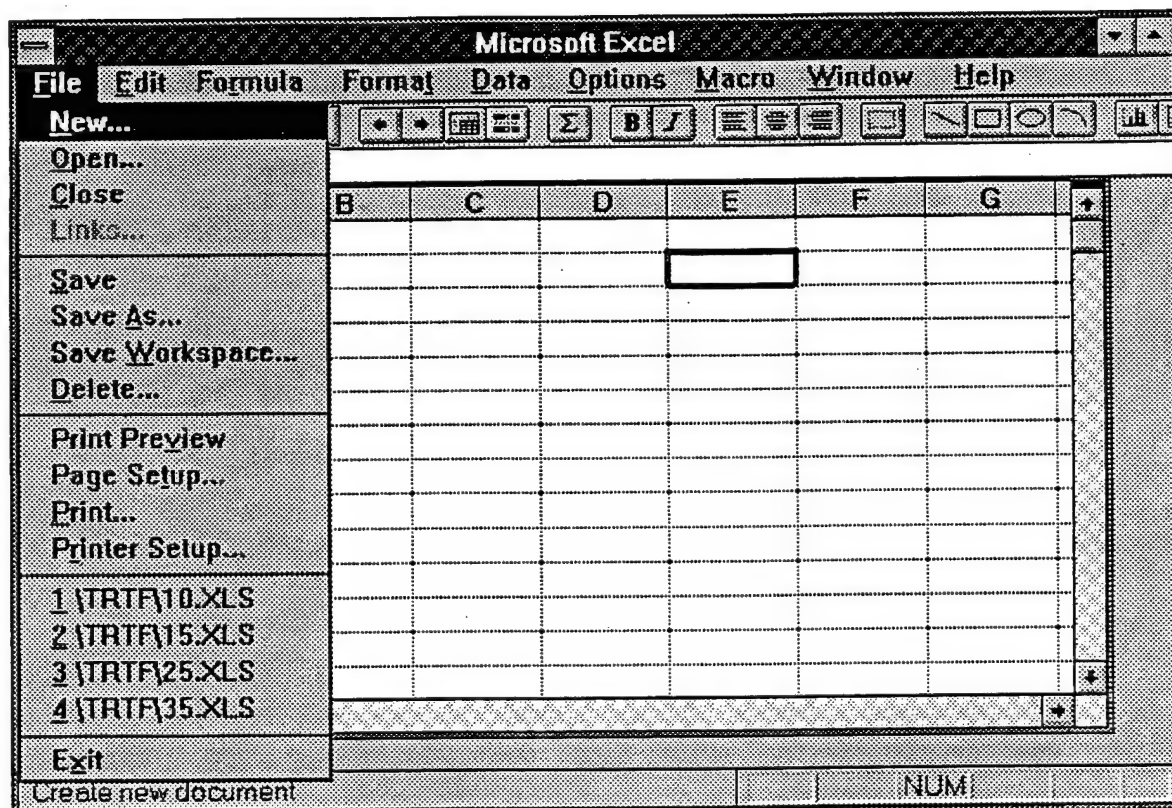 Microsoft Excel
File Edit Formula Format Data Options Macro Window Help
New...
Σ B I
Open...
Close
Links...
B C D E F G
Save
Save As...
Save Workspace...
Delete...
Print Preview
Page Setup...
Print...
Printer Setup...
1 \TRTF\10.XLS
2 \TRTF\15.XLS
3 \TRTF\25.XLS
4 \TRTF\35.XLS
Exit
Create new document NUM